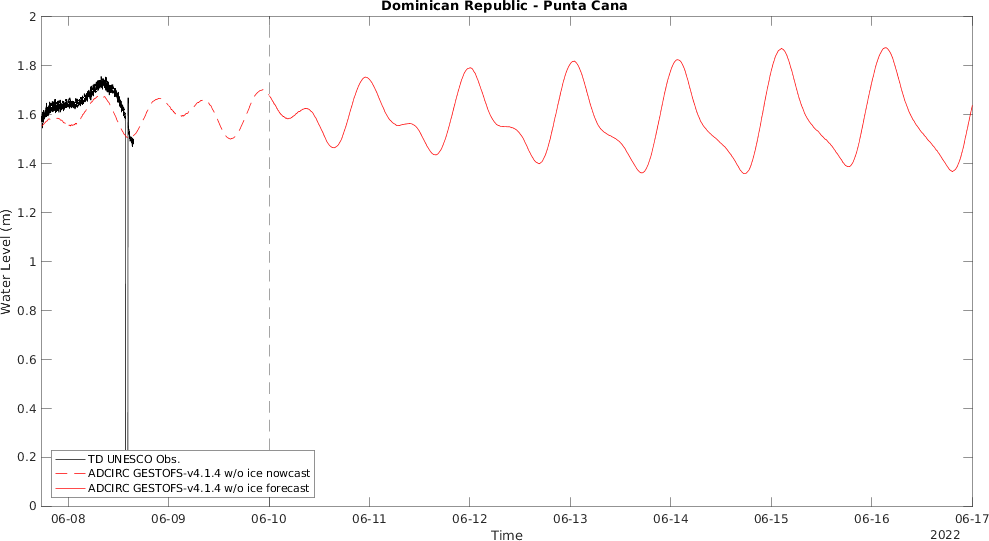 Dominican Republic - Punta Cana
2
1.8
1.6
1.4
1.2
1
0.8
0.6
0.4
0.2
0
Water Level (m)
TD UNESCO Obs.
ADCIRC GESTOFS-v4.1.4 w/o ice nowcast
ADCIRC GESTOFS-v4.1.4 w/o ice forecast
06-08 06-09 06-10 06-11 06-12 06-13 06-14 06-15 06-16 06-17
Time
2022